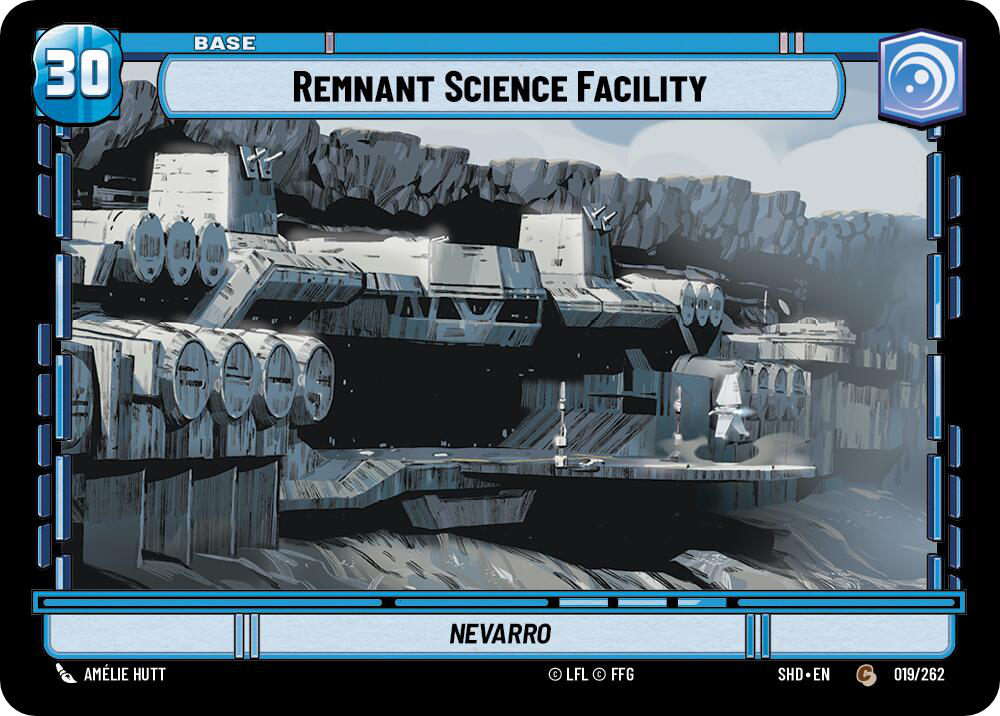 BASE
30
REMNANT SCIENCE FACILITY
NEVARRO
AMÉLIE HUTT
© LFL © FFG
SHD•EN
C
019/262